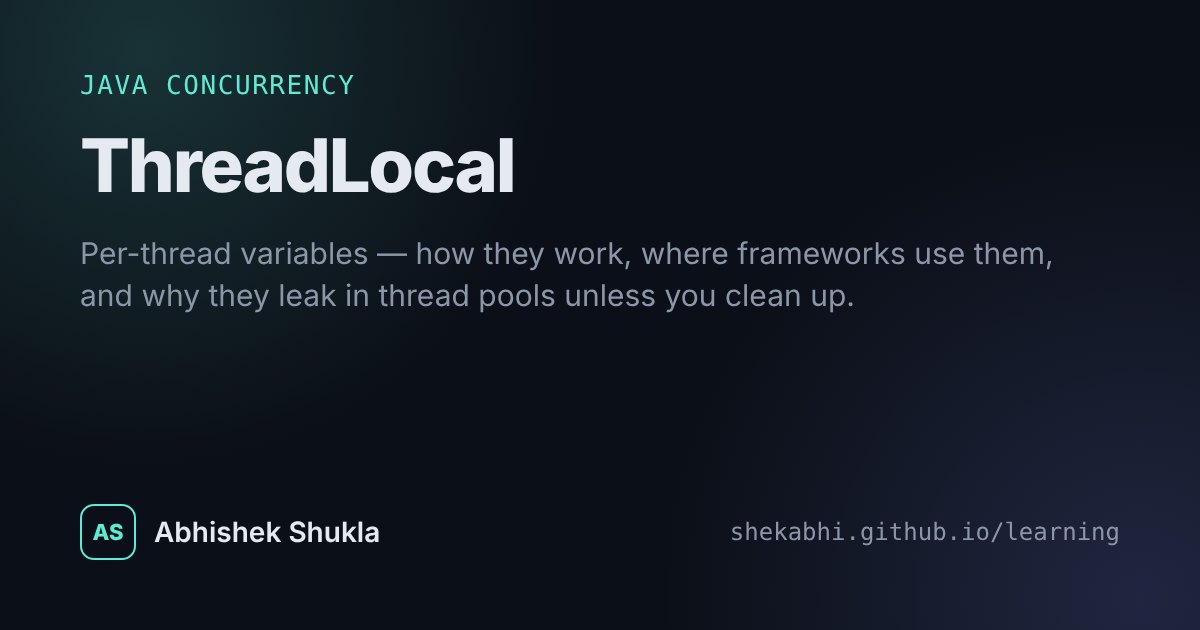 JAVA CONCURRENCY
ThreadLocal
Per-thread variables — how they work, where frameworks use them,
and why they leak in thread pools unless you clean up.
AS Abhishek Shukla
shekabhi.github.io/learning